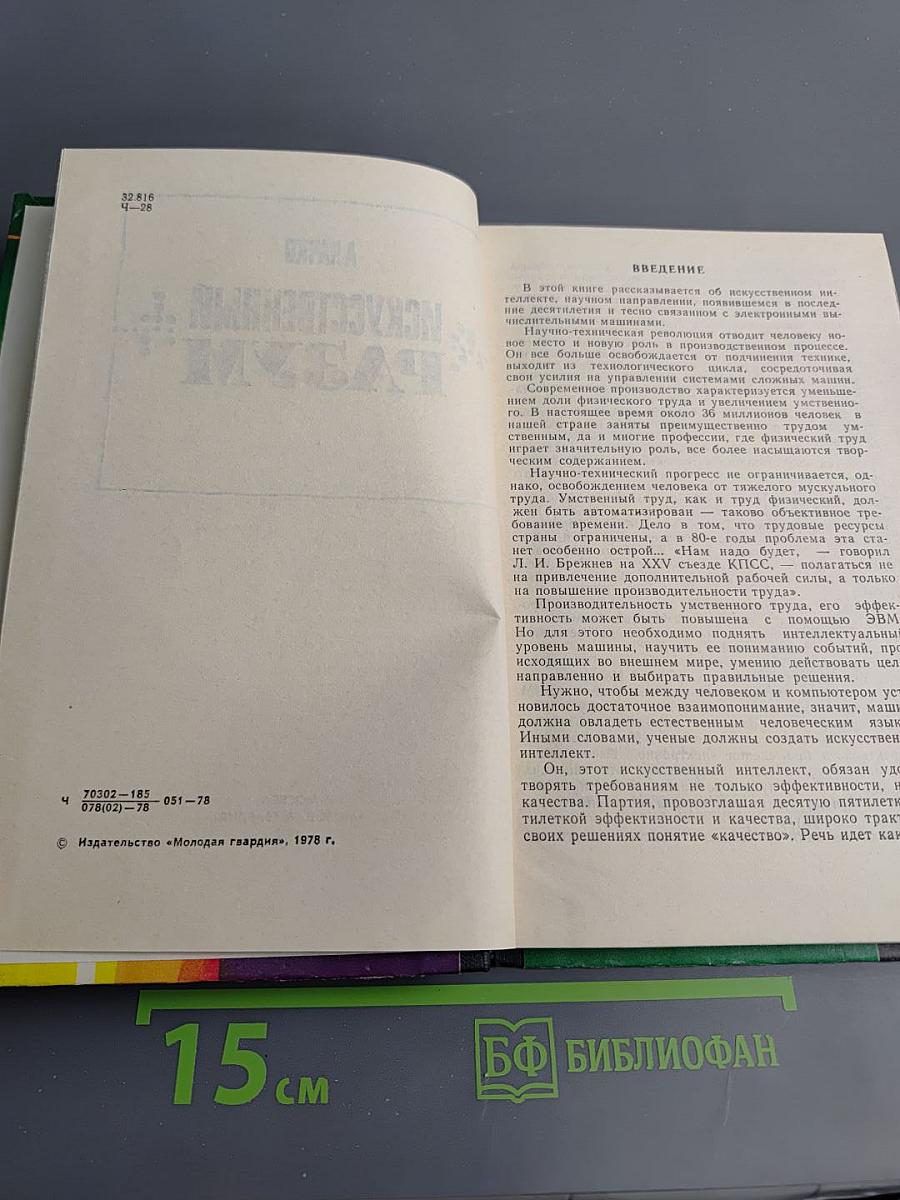 32.816
Ч—28
ИСКУССТВЕННЫЙ
РАЗУМ
Ч 70302—185
078(02)—78 051—78
© Издательство «Молодая гвардия», 1978 г.
ВВЕДЕНИЕ
В этой книге рассказывается об искусственном ин-
теллекте, научном направлении, появившемся в послед-
ние десятилетия и тесно связанном с электронными вы-
числительными машинами.
Научно-техническая революция отводит человеку но-
вое место и новую роль в производственном процессе.
Он все больше освобождается от подчинения технике,
выходит из технологического цикла, сосредоточивая
свои усилия на управлении системами сложных машин.
Современное производство характеризуется уменьше-
нием доли физического труда и увеличением умственно-
го. В настоящее время около 36 миллионов человек в
нашей стране заняты преимущественно трудом ум-
ственным, да и многие профессии, где физический труд
играет значительную роль, все более насыщаются твор-
ческим содержанием.
Научно-технический прогресс не ограничивается, од-
нако, освобождением человека от тяжелого мускульного
труда. Умственный труд, как и труд физический, дол-
жен быть автоматизирован — таково объективное тре-
бование времени. Дело в том, что трудовые ресурсы
страны ограничены, а в 80-е годы проблема эта ста-
нет особенно острой... «Нам надо будет, — говорил
Л. И. Брежнев на XXV съезде КПСС, — полагаться не
на привлечение дополнительной рабочей силы, а только
на повышение производительности труда».
Производительность умственного труда, его эффек-
тивность может быть повышена с помощью ЭВМ
Но для этого необходимо поднять интеллектуальны
уровень машины, научить ее пониманию событий, про
исходящих во внешнем мире, умению действовать цел
направленно и выбирать правильные решения.
Нужно, чтобы между человеком и компьютером уст
новилось достаточное взаимопонимание, значит, маши
должна овладеть естественным человеческим язык
Иными словами, ученые должны создать искусствен
интеллект.
Он, этот искусственный интеллект, обязан удо
творять требованиям не только эффективности, н
качества. Партия, провозглашая десятую пятилетк
тилеткой эффектизности и качества, широко тракт
своих решениях понятие «качество». Речь идет как
15 см
БФ БИБЛИОФАН